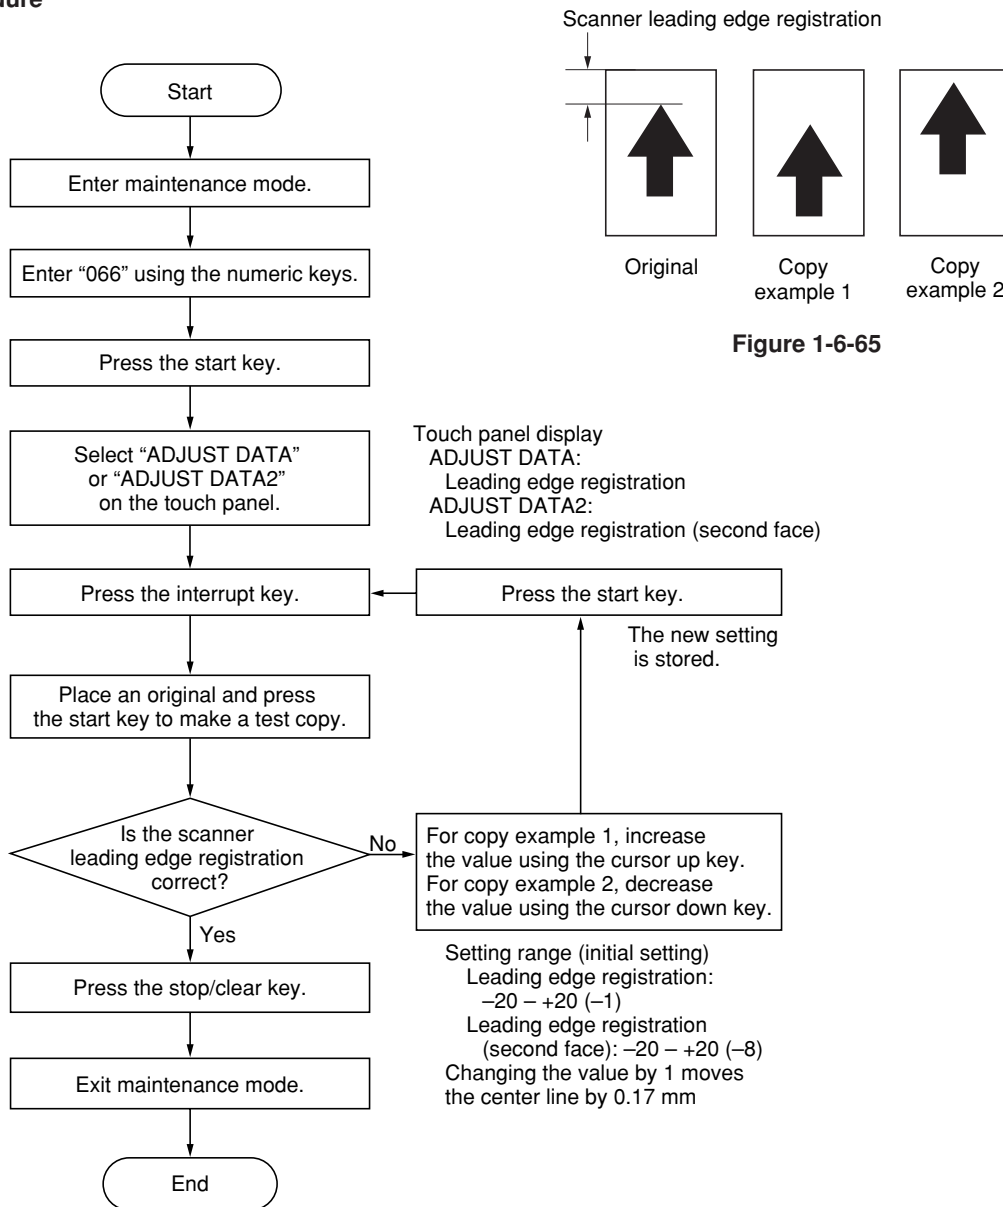 Scanner leading edge registration
Original
Copy
example 1
Copy
example 2
Figure 1-6-65
Start
Enter maintenance mode.
Enter “066” using the numeric keys.
Press the start key.
Select “ADJUST DATA”
or “ADJUST DATA2”
on the touch panel.
Touch panel display
ADJUST DATA:
Leading edge registration
ADJUST DATA2:
Leading edge registration (second face)
Press the interrupt key.
Press the start key.
The new setting
is stored.
Place an original and press
the start key to make a test copy.
Is the scanner
leading edge registration
correct?
No
For copy example 1, increase
the value using the cursor up key.
For copy example 2, decrease
the value using the cursor down key.
Yes
Setting range (initial setting)
Leading edge registration:
–20 – +20 (–1)
Leading edge registration
(second face): –20 – +20 (–8)
Changing the value by 1 moves
the center line by 0.17 mm
Press the stop/clear key.
Exit maintenance mode.
End